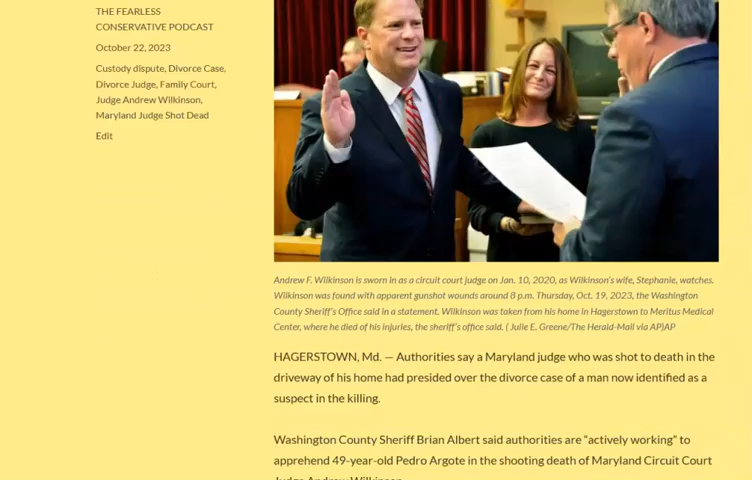 THE FEARLESS
CONSERVATIVE PODCAST
October 22, 2023
Custody dispute, Divorce Case,
Divorce Judge, Family Court,
Judge Andrew Wilkinson,
Maryland Judge Shot Dead
Edit
Andrew F. Wilkinson is sworn in as a circuit court judge on Jan. 10, 2020, as Wilkinson's wife, Stephanie, watches.
Wilkinson was found with apparent gunshot wounds around 8 p.m. Thursday, Oct. 19, 2023, the Washington
County Sheriff's Office said in a statement. Wilkinson was taken from his home in Hagerstown to Meritus Medical
Center, where he died of his injuries, the sheriff's office said. ( Julie E. Greene/The Herald-Mail via AP)AP
HAGERSTOWN, Md. — Authorities say a Maryland judge who was shot to death in the
driveway of his home had presided over the divorce case of a man now identified as a
suspect in the killing.
Washington County Sheriff Brian Albert said authorities are “actively working” to
apprehend 49-year-old Pedro Argote in the shooting death of Maryland Circuit Court
Judge Andrew Wilkinson